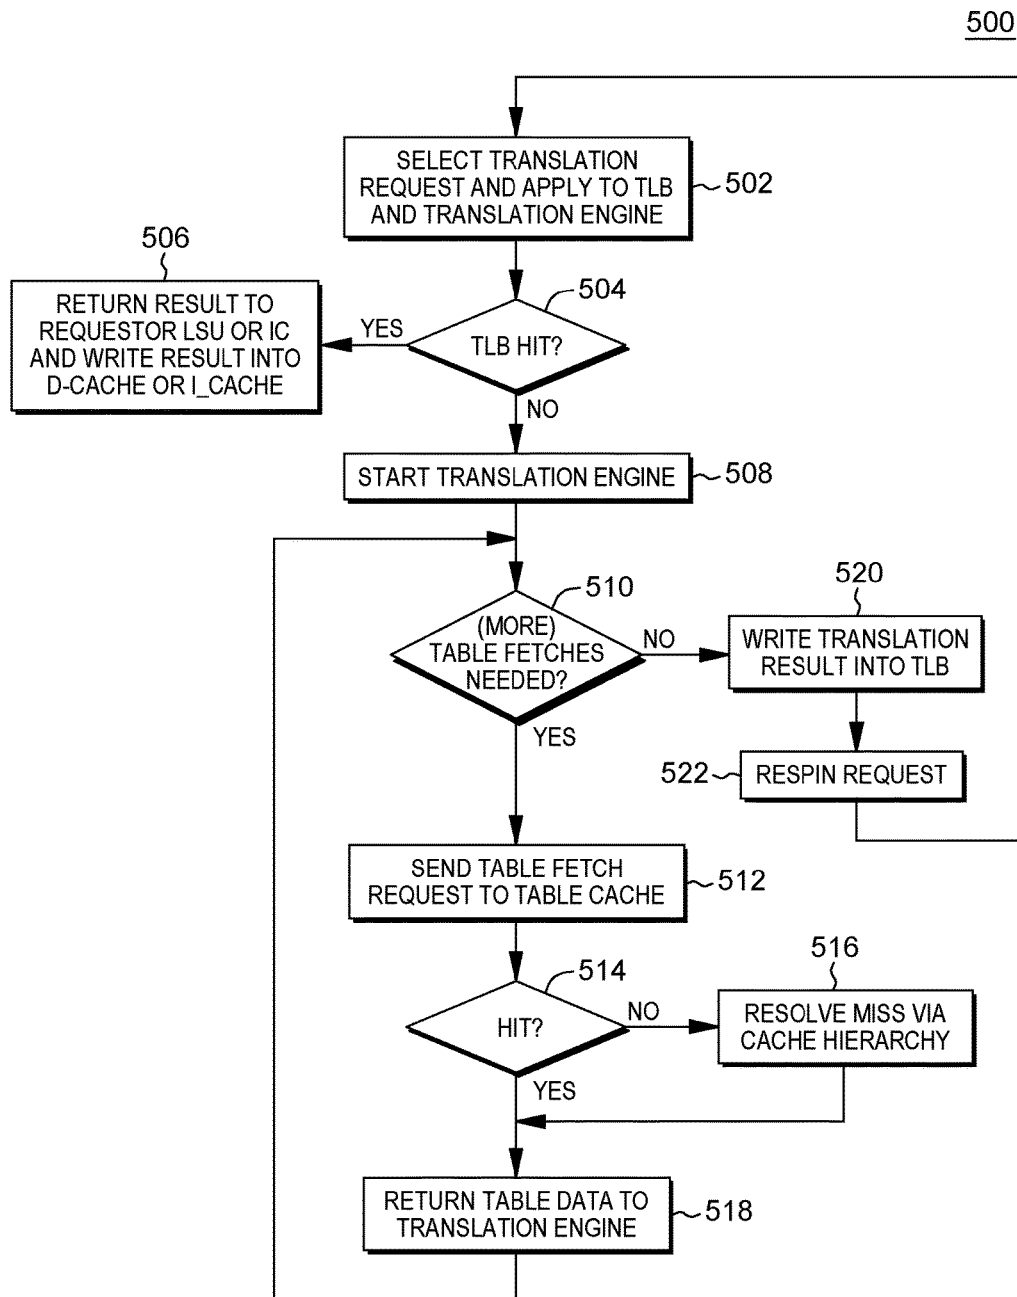 500
SELECT TRANSLATION
REQUEST AND APPLY TO TLB
AND TRANSLATION ENGINE
502
506
RETURN RESULT TO
REQUESTOR LSU OR IC
AND WRITE RESULT INTO
D-CACHE OR I_CACHE
YES
504
TLB HIT?
NO
START TRANSLATION ENGINE
508
510
(MORE)
TABLE FETCHES
NEEDED?
NO
YES
520
WRITE TRANSLATION
RESULT INTO TLB
522
RESPIN REQUEST
SEND TABLE FETCH
REQUEST TO TABLE CACHE
512
514
HIT?
NO
YES
516
RESOLVE MISS VIA
CACHE HIERARCHY
RETURN TABLE DATA TO
TRANSLATION ENGINE
518